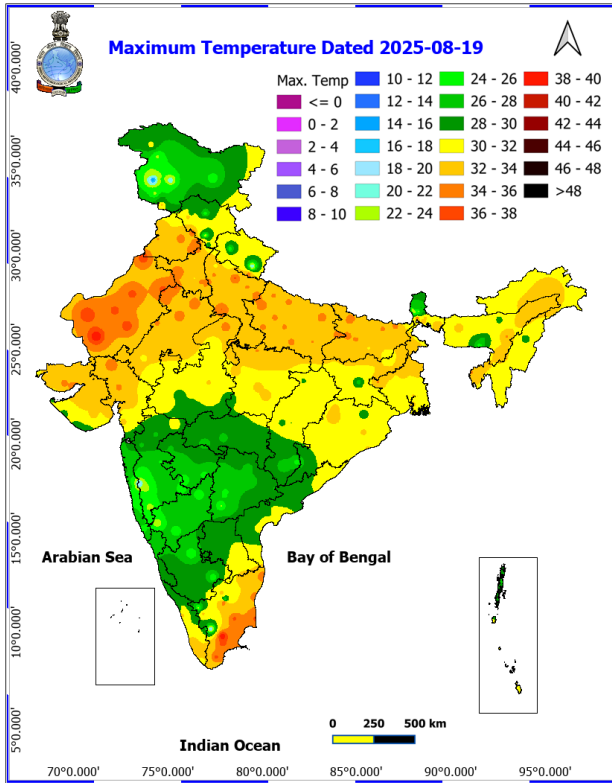 Maximum Temperature Dated 2025-08-19
Max. Temp
<= 0
0 - 2
2 - 4
4 - 6
6 - 8
8 - 10
10 - 12
12 - 14
14 - 16
16 - 18
18 - 20
20 - 22
22 - 24
24 - 26
26 - 28
28 - 30
30 - 32
32 - 34
34 - 36
36 - 38
38 - 40
40 - 42
42 - 44
44 - 46
46 - 48
>48
40°0.000'
35°0.000'
30°0.000'
25°0.000'
20°0.000'
15°0.000'
10°0.000'
5°0.000'
Arabian Sea
Bay of Bengal
Indian Ocean
0 250 500 km
70°0.000' 75°0.000' 80°0.000' 85°0.000' 90°0.000' 95°0.000'